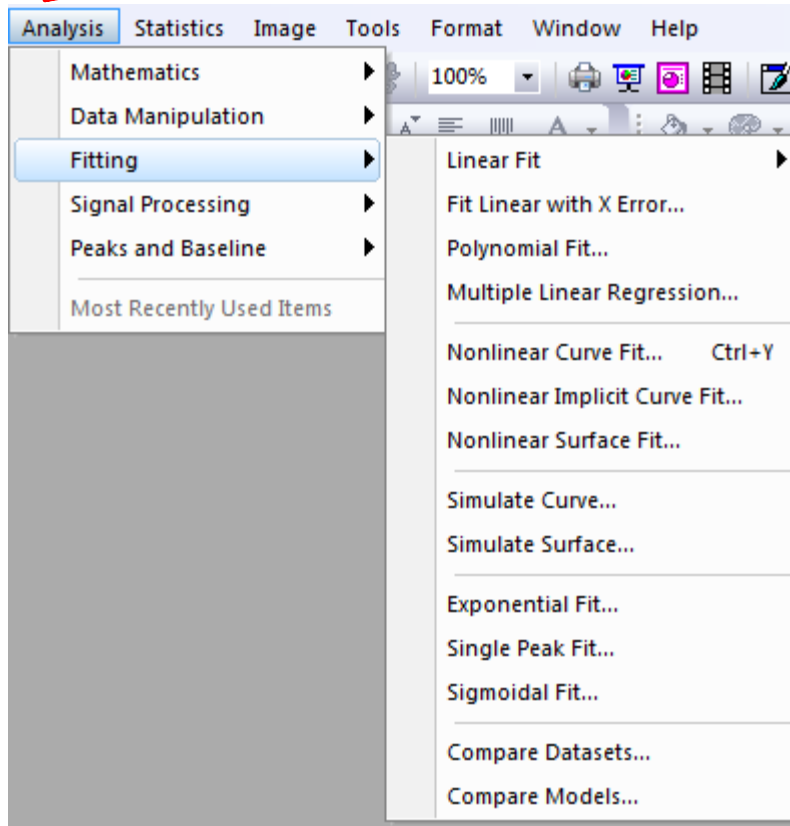 Analysis Statistics Image Tools Format Window Help
Mathematics
100%
Data Manipulation
Fitting
Signal Processing
Peaks and Baseline
Most Recently Used Items
Linear Fit
Fit Linear with X Error...
Polynomial Fit...
Multiple Linear Regression...
Nonlinear Curve Fit... Ctrl+Y
Nonlinear Implicit Curve Fit...
Nonlinear Surface Fit...
Simulate Curve...
Simulate Surface...
Exponential Fit...
Single Peak Fit...
Sigmoidal Fit...
Compare Datasets...
Compare Models...